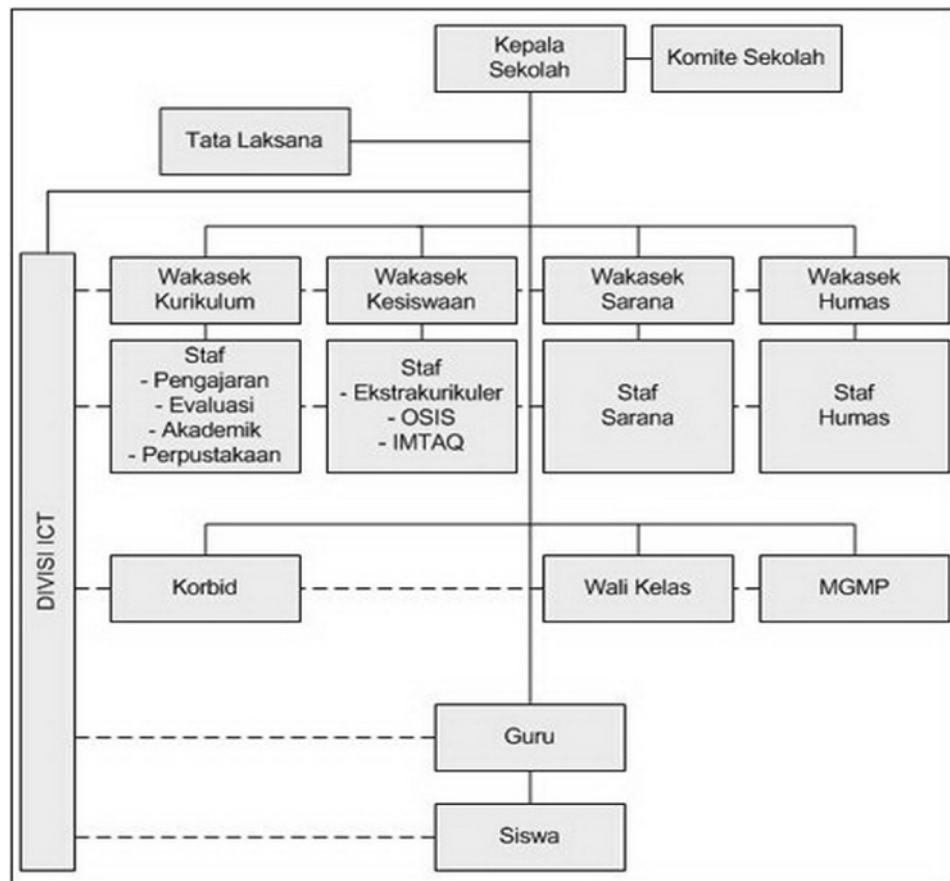 Kepala
Sekolah
Komite Sekolah
Tata Laksana
DIVISI ICT
Wakasek
Kurikulum
Wakasek
Kesiswaan
Wakasek
Sarana
Wakasek
Humas
Staf
- Pengajaran
- Evaluasi
- Akademik
- Perpustakaan
Staf
- Ekstrakurikuler
- OSIS
- IMTAQ
Staf
Sarana
Staf
Humas
Korbid
Wali Kelas
MGMP
Guru
Siswa